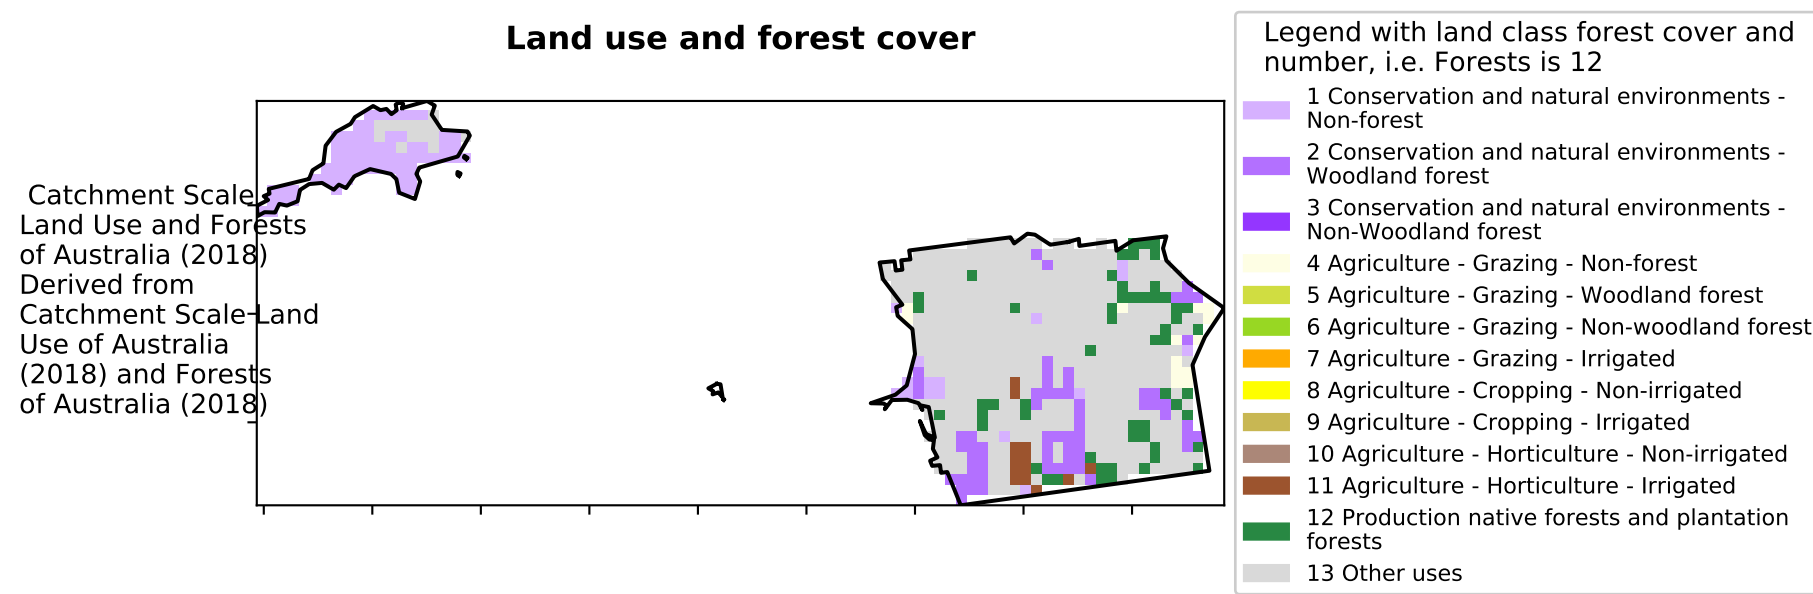 Land use and forest cover
Catchment Scale
Land Use and Forests
of Australia (2018)
Derived from
Catchment Scale Land
Use of Australia
(2018) and Forests
of Australia (2018)
Legend with land class forest cover and
number, i.e. Forests is 12
1 Conservation and natural environments -
Non-forest
2 Conservation and natural environments -
Woodland forest
3 Conservation and natural environments -
Non-Woodland forest
4 Agriculture - Grazing - Non-forest
5 Agriculture - Grazing - Woodland forest
6 Agriculture - Grazing - Non-woodland forest
7 Agriculture - Grazing - Irrigated
8 Agriculture - Cropping - Non-irrigated
9 Agriculture - Cropping - Irrigated
10 Agriculture - Horticulture - Non-irrigated
11 Agriculture - Horticulture - Irrigated
12 Production native forests and plantation
forests
13 Other uses